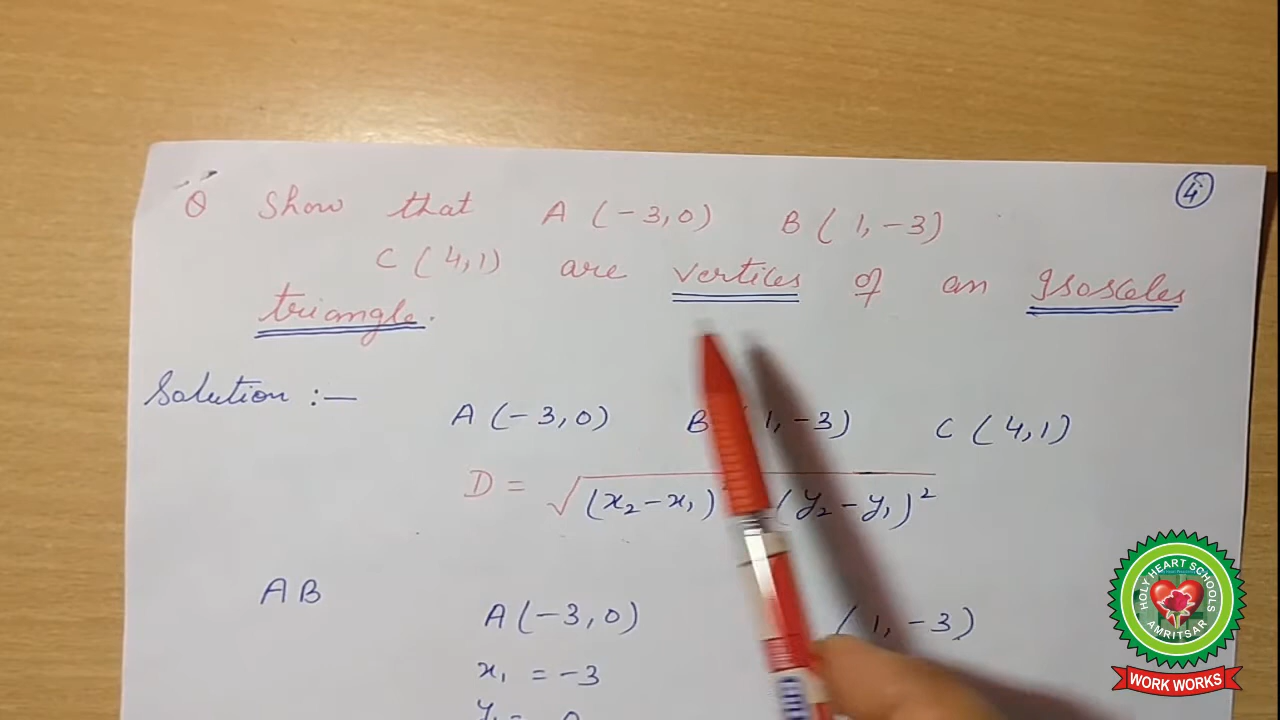 4
Q Show that A (-3,0) B (1,-3)
C (4,1) are vertices of an Isosceles
triangle.
Solution :—
A (-3,0) B (1,-3) C (4,1)
D = √(x₂-x₁)² (y₂-y₁)²
AB
A (-3,0) (1,-3)
x₁ = -3
y₁ = 0
HOLY HEART SCHOOLS
AMRITSAR
WORK WORKS